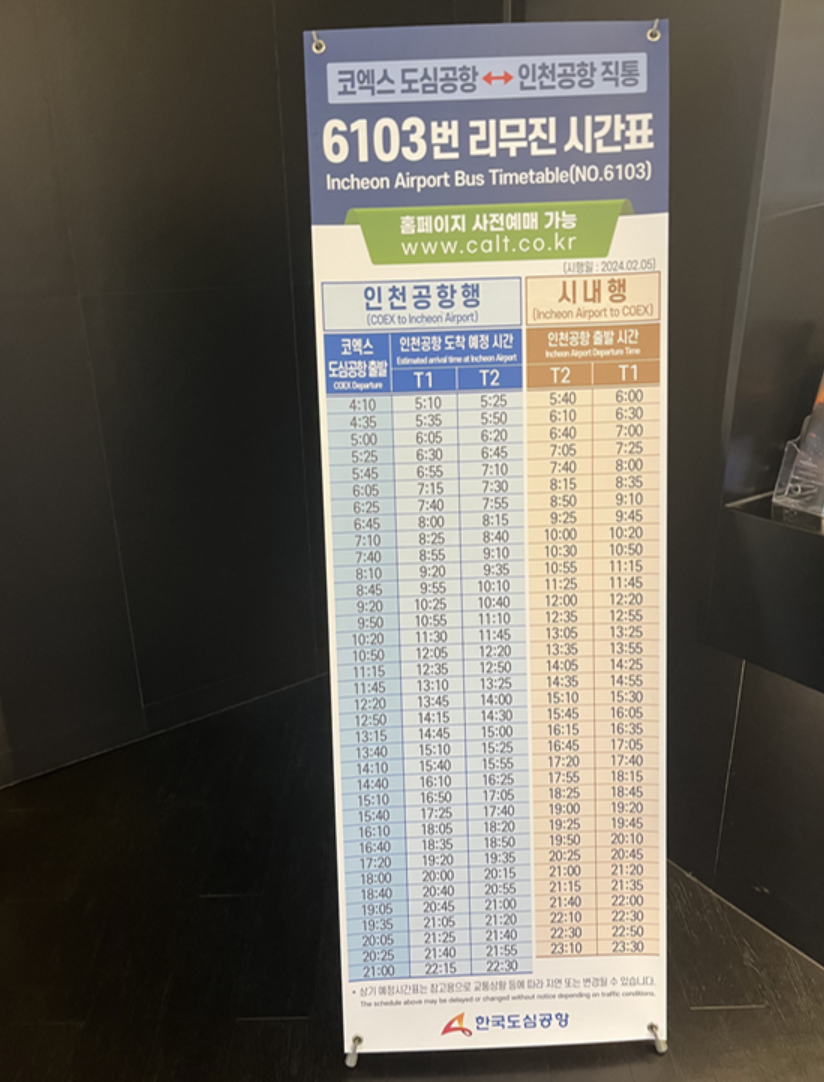 코엑스 도심공항 ↔ 인천공항 직통
6103번 리무진 시간표
Incheon Airport Bus Timetable(NO.6103)
홈페이지 사전예매 가능
www.calt.co.kr
(시행일 : 2024.02.05)
인천공항행 시내행
(COEX to Incheon Airport) (Incheon Airport to COEX)
코엑스 도심공항 출발 인천공항 도착 예정 시간 인천공항 출발 시간
COEX Departure Estimated arrival time at Incheon Airport Incheon Airport Departure Time
T1 T2 T2 T1
4:10 5:10 5:25 5:40 6:00
4:35 5:35 5:50 6:10 6:30
5:00 6:05 6:20 6:40 7:00
5:25 6:30 6:45 7:05 7:25
5:45 6:55 7:10 7:40 8:00
6:05 7:15 7:30 8:15 8:35
6:25 7:40 7:55 8:50 9:10
6:45 8:00 8:15 9:25 9:45
7:10 8:25 8:40 10:00 10:20
7:40 8:55 9:10 10:30 10:50
8:10 9:20 9:35 10:55 11:15
8:45 9:55 10:10 11:25 11:45
9:20 10:25 10:40 12:00 12:20
9:50 10:55 11:10 12:35 12:55
10:20 11:30 11:45 13:05 13:25
10:50 12:05 12:20 13:35 13:55
11:15 12:35 12:50 14:05 14:25
11:45 13:10 13:25 14:35 14:55
12:20 13:45 14:00 15:10 15:30
12:50 14:15 14:30 15:45 16:05
13:15 14:45 15:00 16:15 16:35
13:40 15:10 15:25 16:45 17:05
14:10 15:40 15:55 17:20 17:40
14:40 16:10 16:25 17:55 18:15
15:10 16:50 17:05 18:25 18:45
15:40 17:25 17:40 19:00 19:20
16:10 18:05 18:20 19:25 19:45
16:40 18:35 18:50 19:50 20:10
17:20 19:20 19:35 20:25 20:45
18:00 20:00 20:15 21:00 21:20
18:40 20:40 20:55 21:15 21:35
19:05 20:45 21:00 21:40 22:00
19:35 21:05 21:20 22:10 22:30
20:05 21:25 21:40 22:30 22:50
20:25 21:40 21:55 23:10 23:30
21:00 22:15 22:30
* 상기 예정시간표는 참고용으로 교통상황 등에 따라 지연 또는 변경될 수 있습니다.
The schedule above may be delayed or changed without notice depending on traffic conditions.
한국도심공항